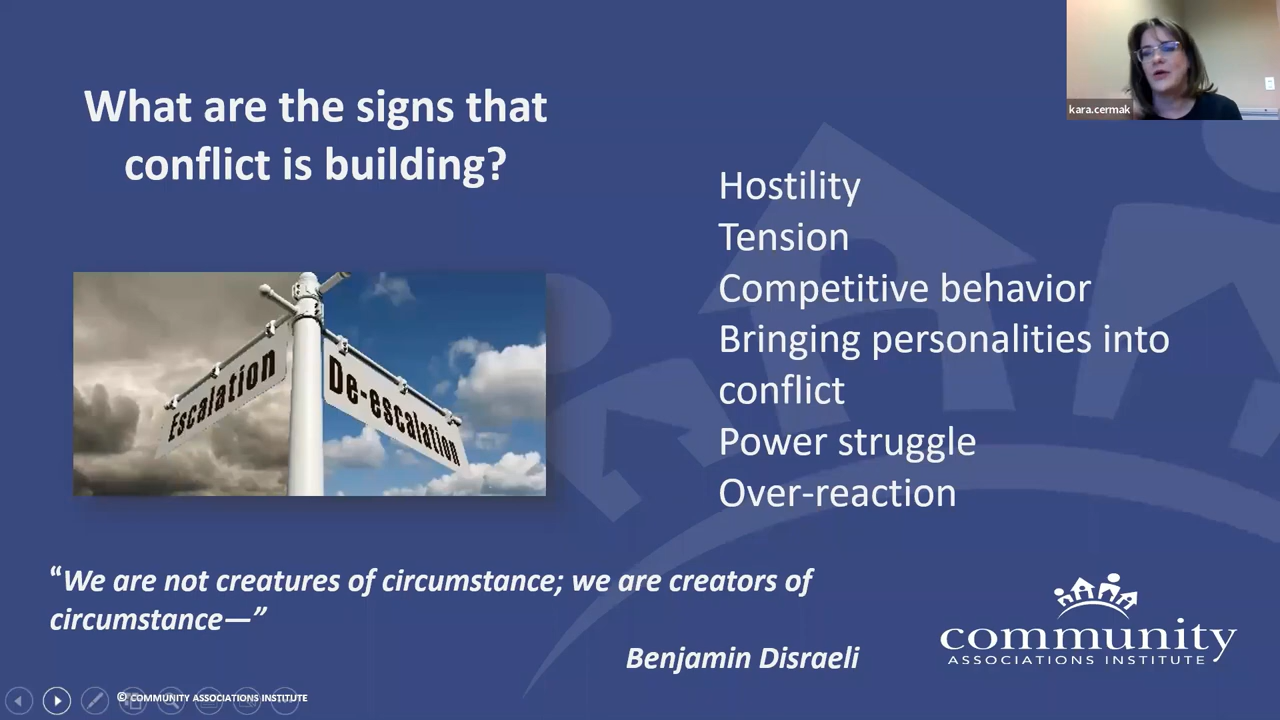 What are the signs that
conflict is building?
kara.cermak
Hostility
Tension
Competitive behavior
Bringing personalities into
conflict
Power struggle
Over-reaction
Escalation
De-escalation
“We are not creatures of circumstance; we are creators of
circumstance—”
Benjamin Disraeli
community
ASSOCIATIONS INSTITUTE
© COMMUNITY ASSOCIATIONS INSTITUTE